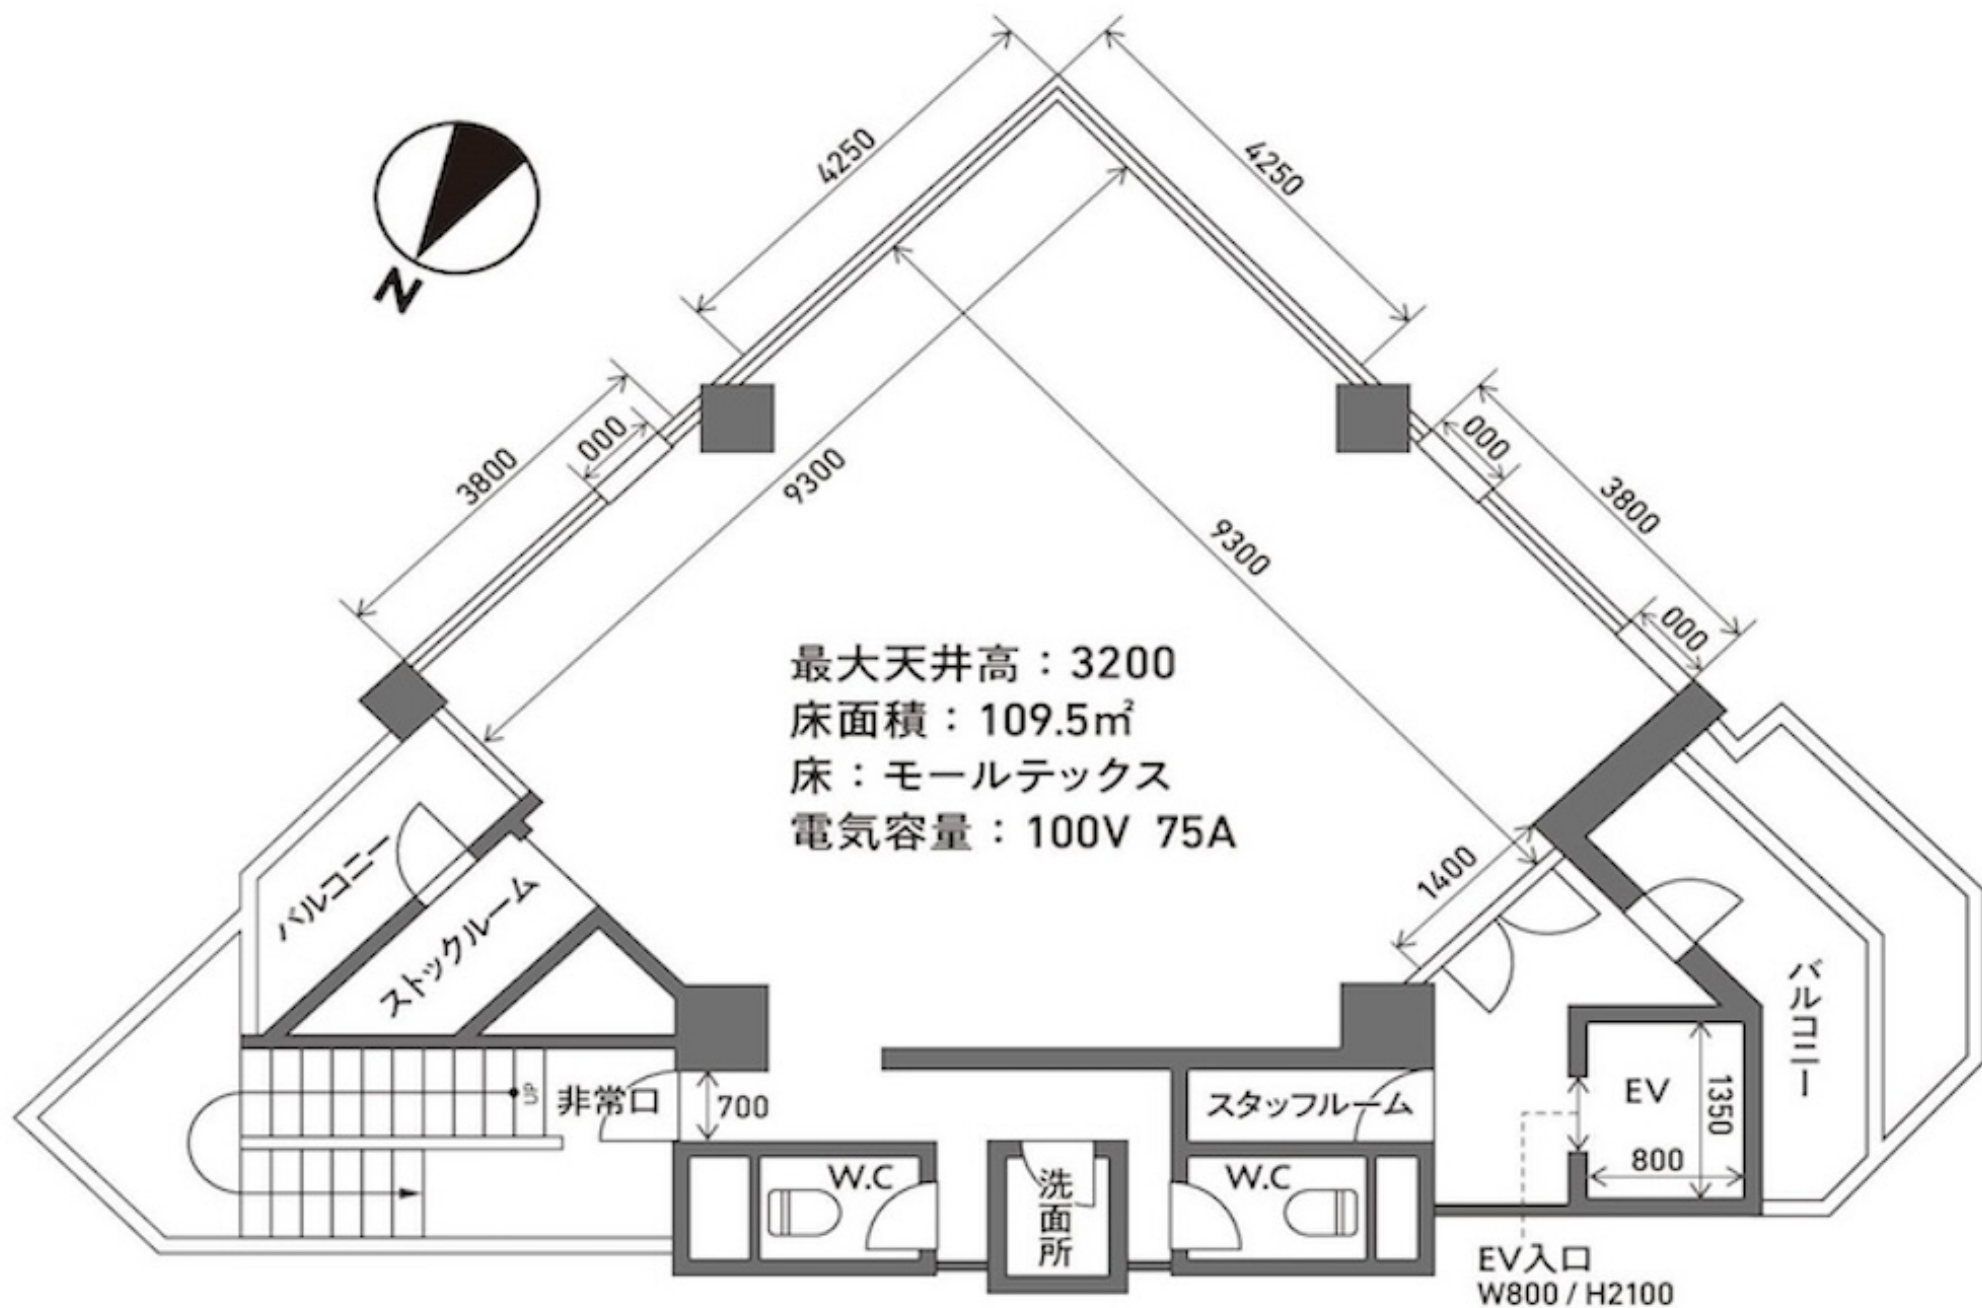 4250
4250
N
000
3800
9300
000
3800
9300
000
最大天井高：3200
床面積：109.5㎡
床：モールテックス
電気容量：100V 75A
1400
バルコニー
ストックルーム
バルコニー
UP
非常口
700
スタッフルーム
EV
1350
800
W.C
洗面所
W.C
EV入口
W800 / H2100